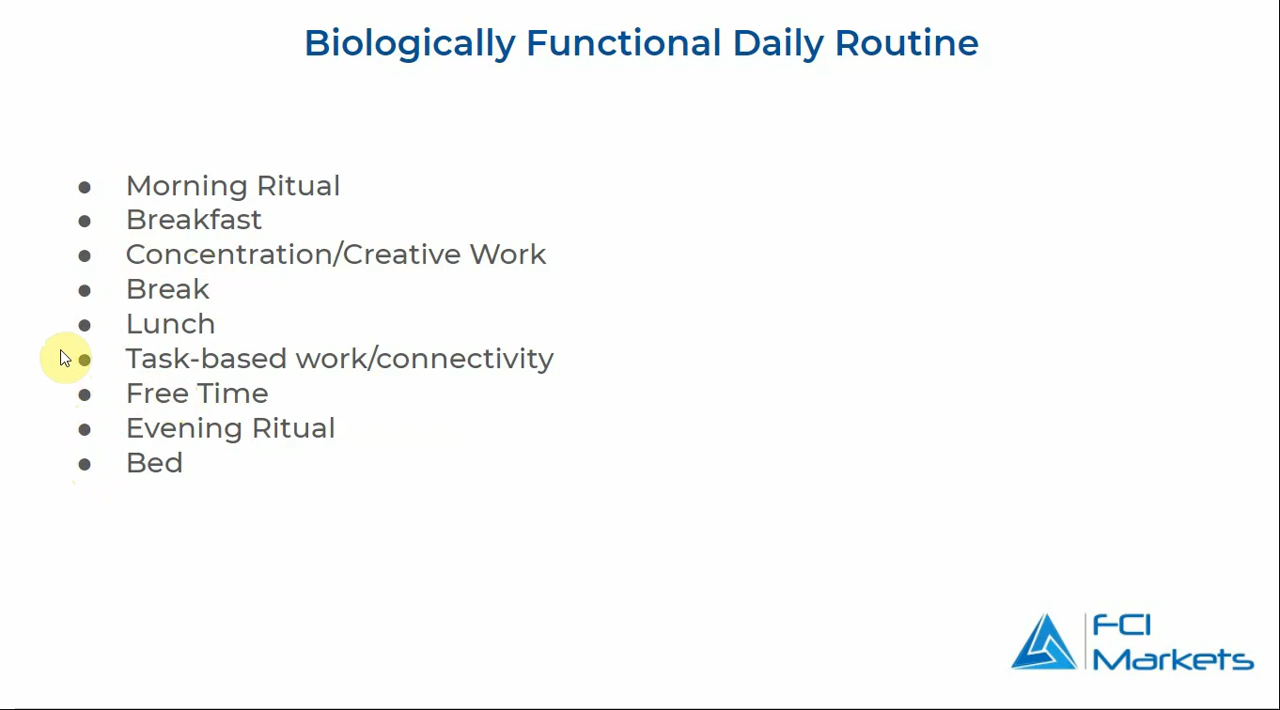 Biologically Functional Daily Routine
● Morning Ritual
● Breakfast
● Concentration/Creative Work
● Break
● Lunch
● Task-based work/connectivity
● Free Time
● Evening Ritual
● Bed
FCI
Markets